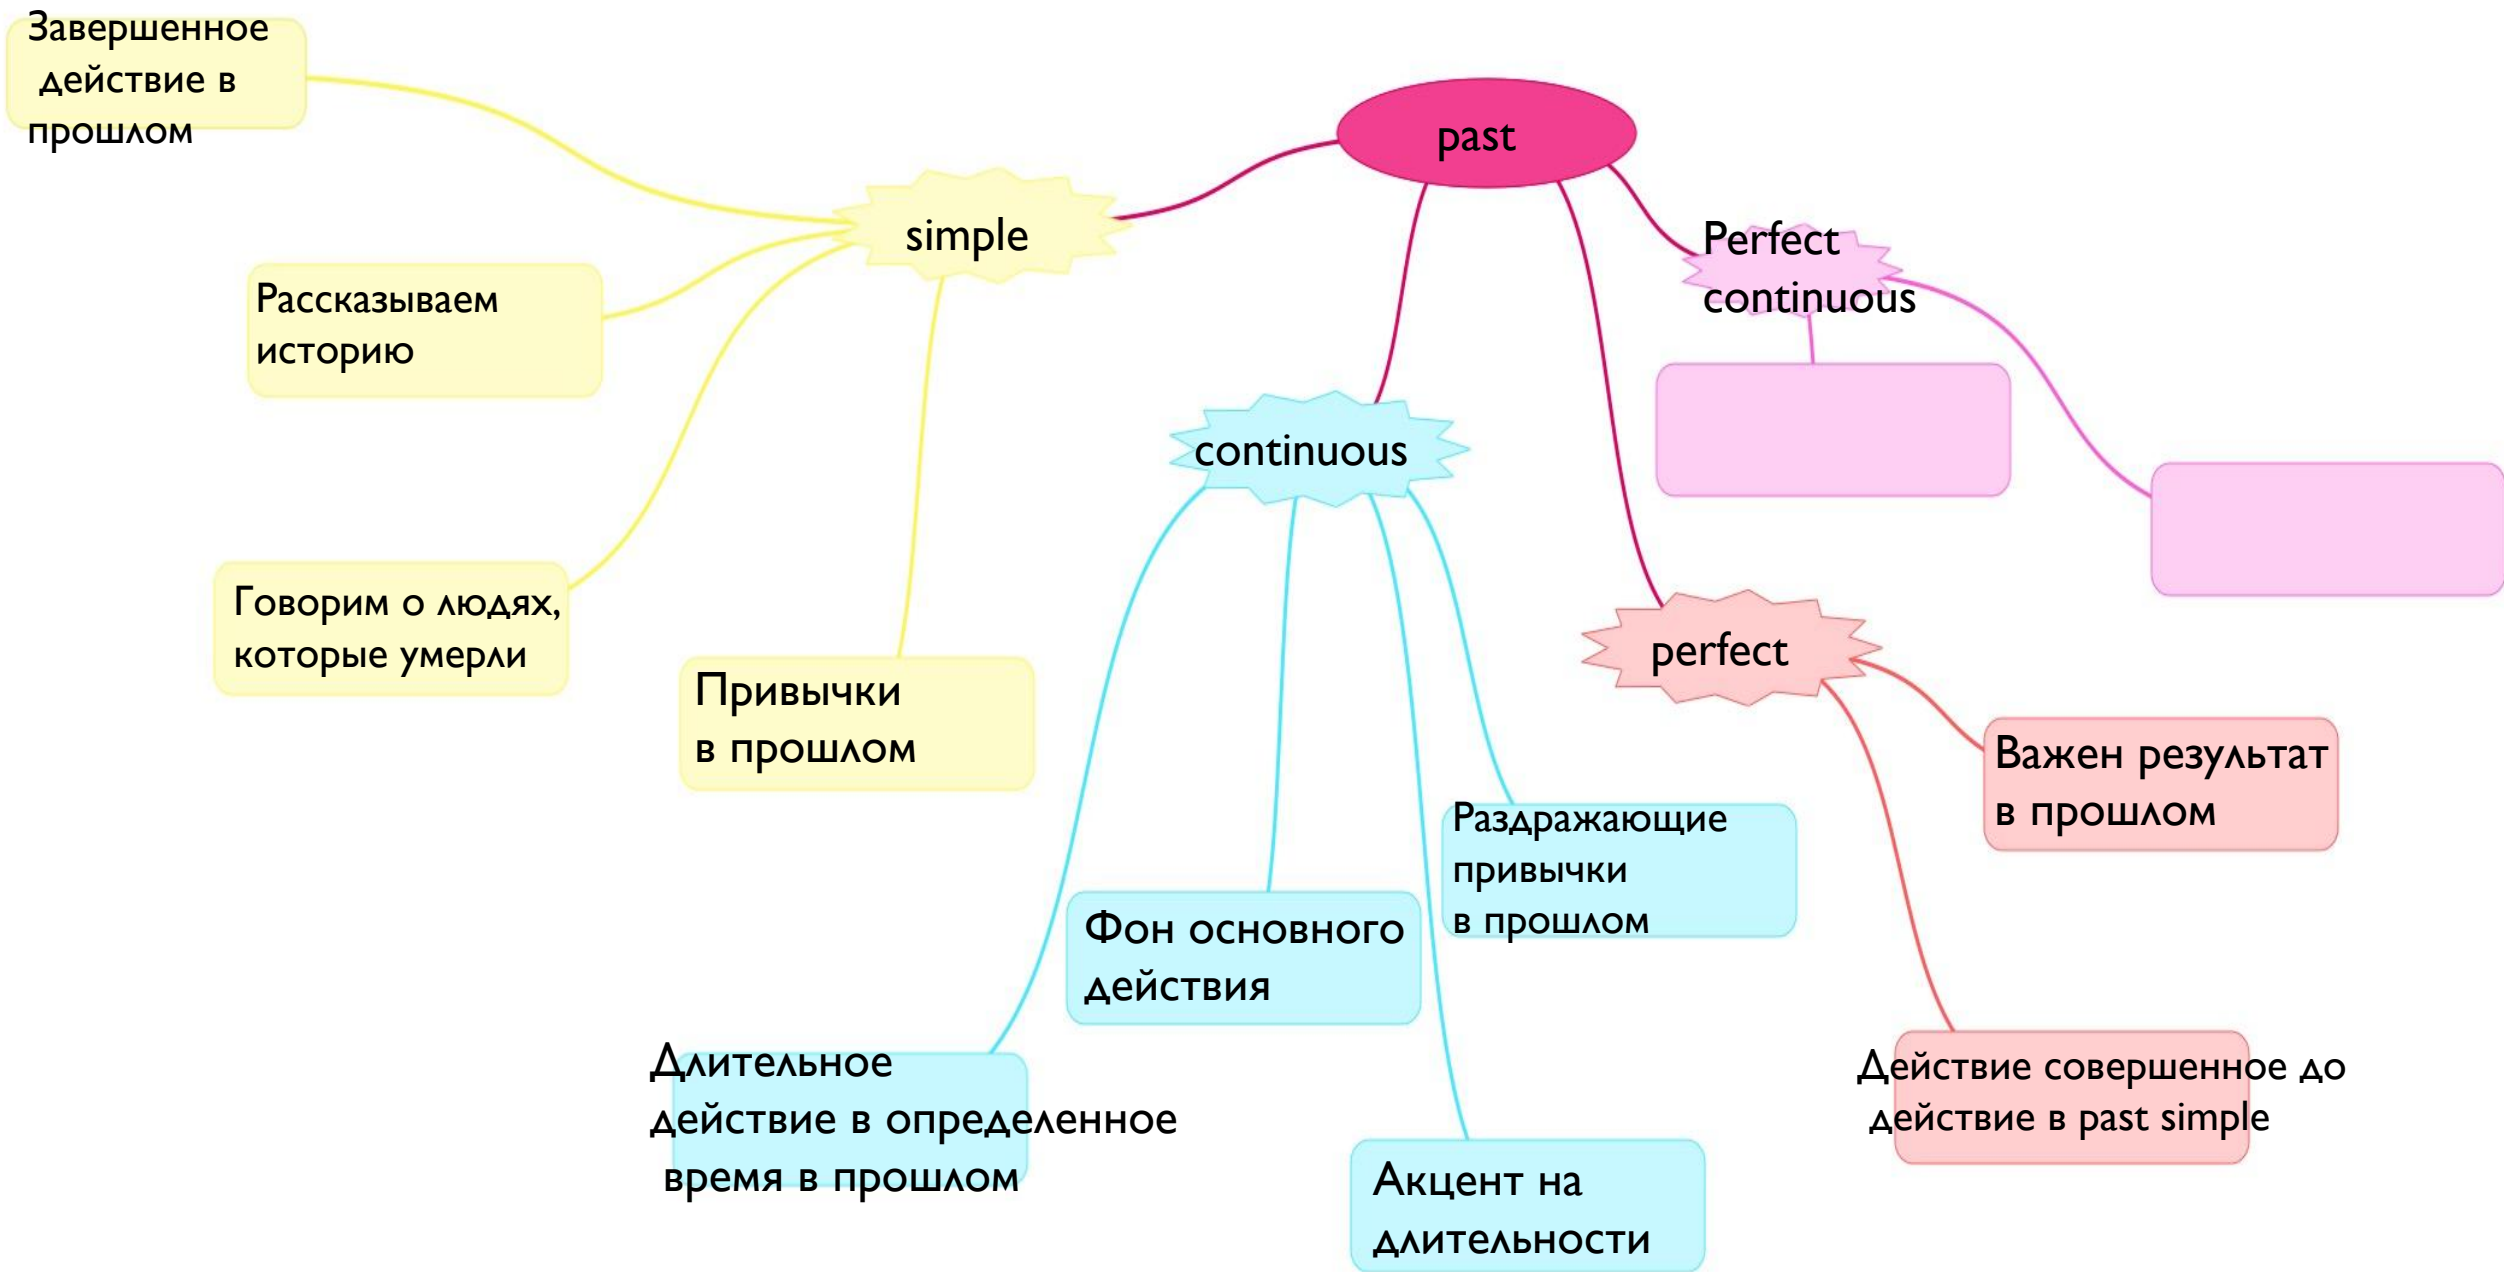 past
simple
Завершенное
действие в
прошлом
Рассказываем
историю
Говорим о людях,
которые умерли
Привычки
в прошлом
continuous
Длительное
действие в определенное
время в прошлом
Фон основного
действия
Акцент на
длительности
Раздражающие
привычки
в прошлом
perfect
Важен результат
в прошлом
Действие совершенное до
действие в past simple
Perfect
continuous